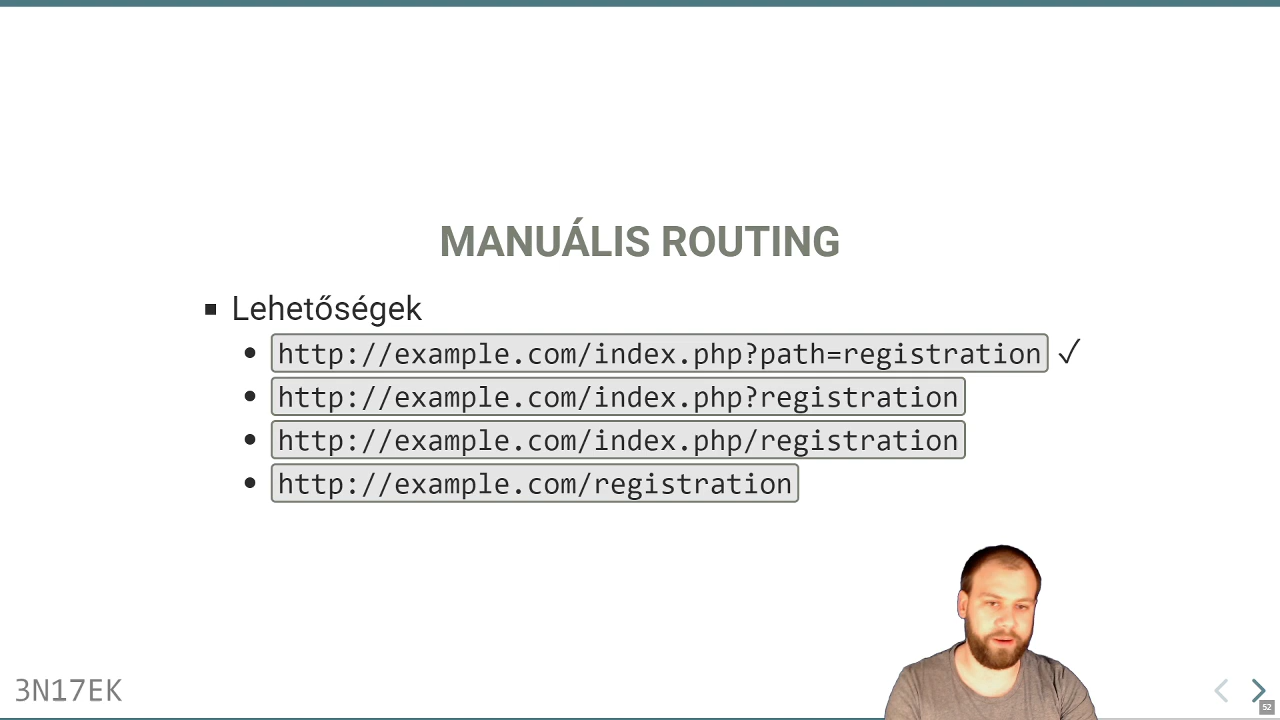 MANUÁLIS ROUTING
Lehetőségek
http://example.com/index.php?path=registration ✓
http://example.com/index.php?registration
http://example.com/index.php/registration
http://example.com/registration
3N17EK
52